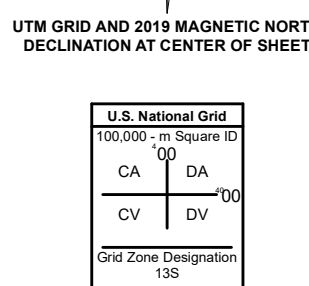 UTM GRID AND 2019 MAGNETIC NORT
DECLINATION AT CENTER OF SHEET
U.S. National Grid
100,000 - m Square ID
400
CA DA
4000
CV DV
Grid Zone Designation
13S